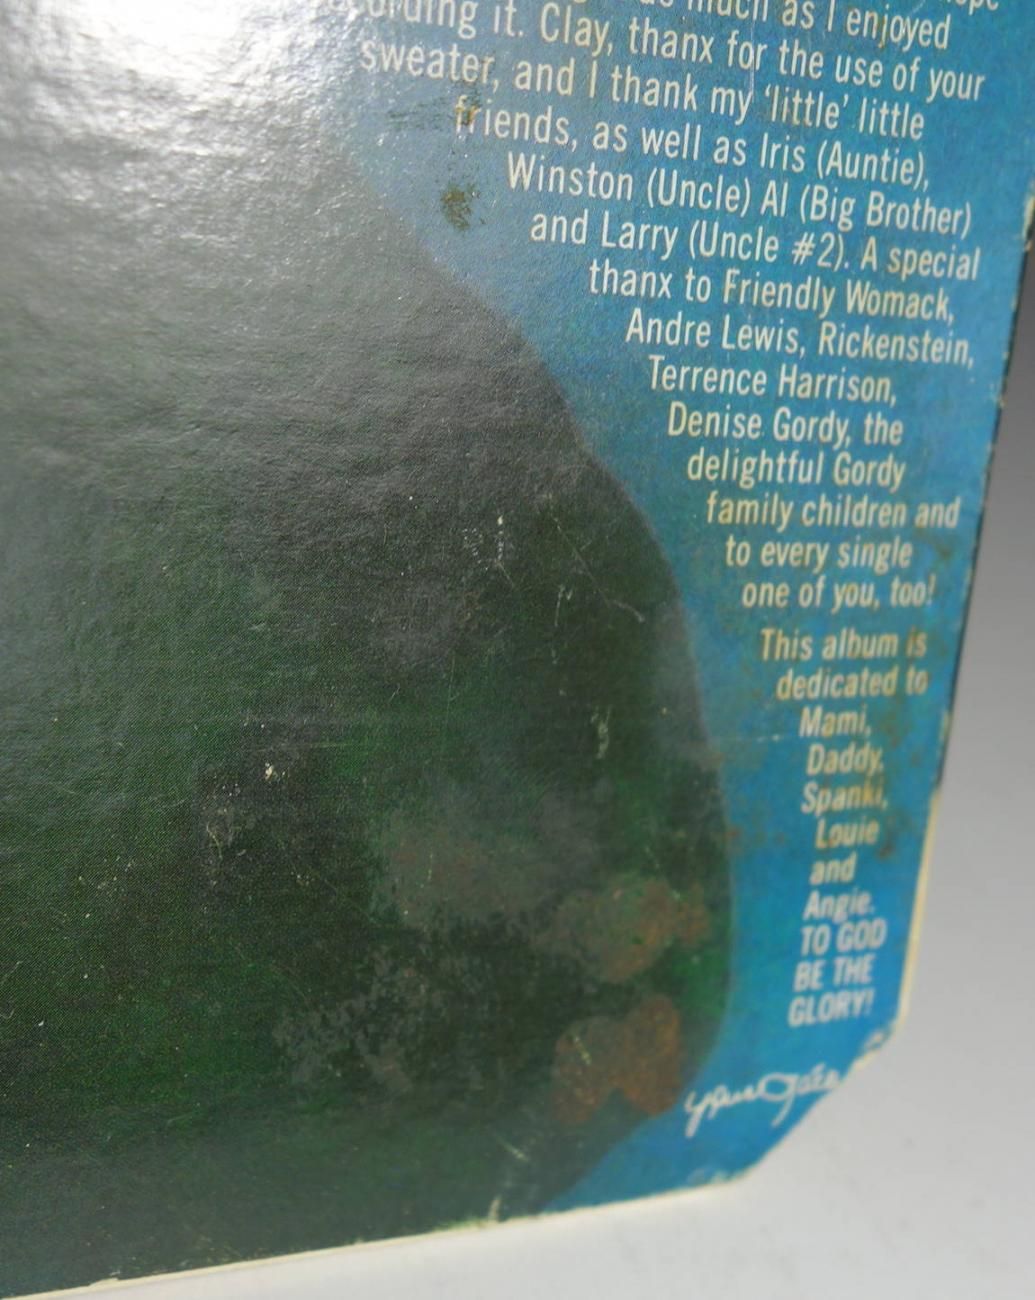 much as I enjoyed
it. Clay, thanx for the use of your
sweater, and I thank my ‘little’ little
friends, as well as Iris (Auntie),
Winston (Uncle) Al (Big Brother)
and Larry (Uncle #2). A special
thanx to Friendly Womack,
Andre Lewis, Rickenstein,
Terrence Harrison,
Denise Gordy, the
delightful Gordy
family children and
to every single
one of you, too!
This album is
dedicated to
Mami,
Daddy,
Spanki,
Louie
and
Angie.
TO GOD
BE THE
GLORY!